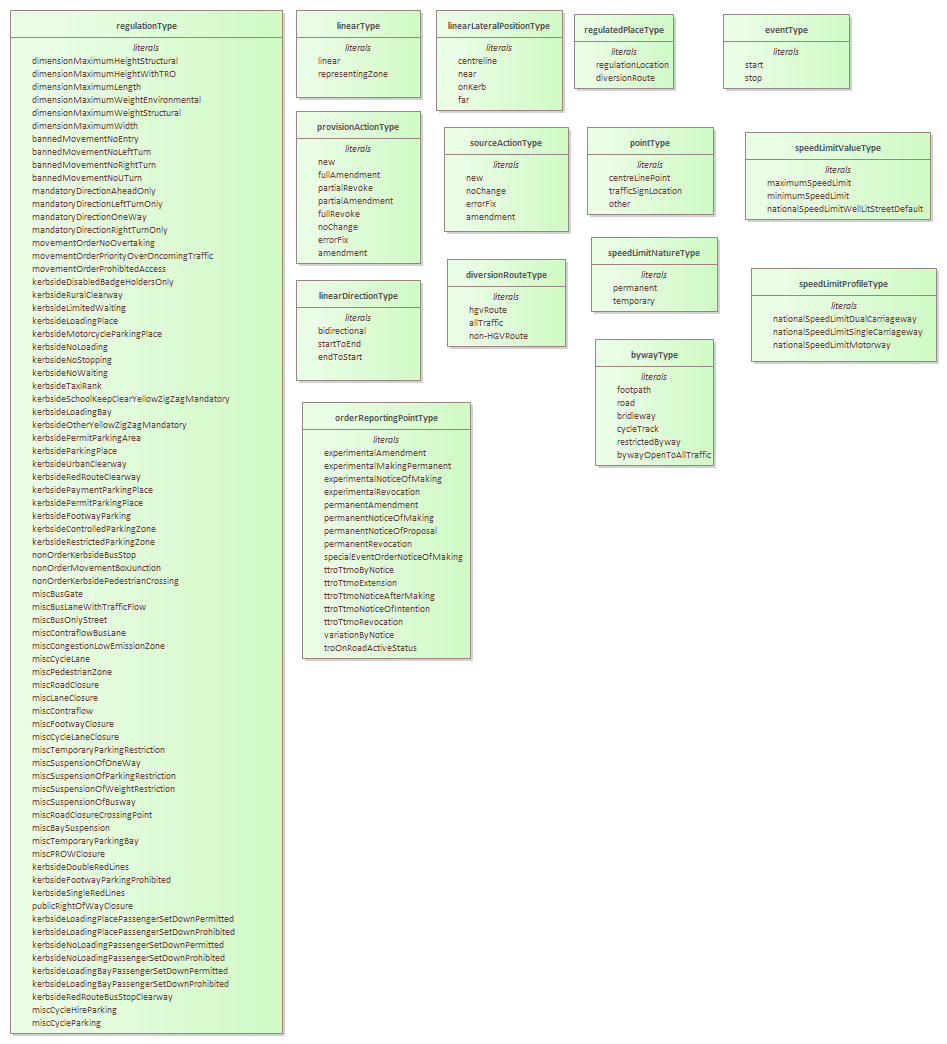 regulationType
literals
dimensionMaximumHeightStructural
dimensionMaximumHeightWithTRO
dimensionMaximumLength
dimensionMaximumWeightEnvironmental
dimensionMaximumWeightStructural
dimensionMaximumWidth
bannedMovementNoEntry
bannedMovementNoLeftTurn
bannedMovementNoRightTurn
bannedMovementNoUTurn
mandatoryDirectionAheadOnly
mandatoryDirectionLeftTurnOnly
mandatoryDirectionOneWay
mandatoryDirectionRightTurnOnly
movementOrderNoOvertaking
movementOrderPriorityOverOncomingTraffic
movementOrderProhibitedAccess
kerbsideDisabledBadgeHoldersOnly
kerbsideRuralClearway
kerbsideLimitedWaiting
kerbsideLoadingPlace
kerbsideMotorcycleParkingPlace
kerbsideNoLoading
kerbsideNoStopping
kerbsideNoWaiting
kerbsideTaxiRank
kerbsideSchoolKeepClearYellowZigZagMandatory
kerbsideLoadingBay
kerbsideOtherYellowZigZagMandatory
kerbsidePermitParkingArea
kerbsideParkingPlace
kerbsideUrbanClearway
kerbsideRedRouteClearway
kerbsidePaymentParkingPlace
kerbsidePermitParkingPlace
kerbsideFootwayParking
kerbsideControlledParkingZone
kerbsideRestrictedParkingZone
nonOrderKerbsideBusStop
nonOrderMovementBoxJunction
nonOrderKerbsidePedestrianCrossing
miscBusGate
miscBusLaneWithTrafficFlow
miscBusOnlyStreet
miscContraflowBusLane
miscCongestionLowEmissionZone
miscCycleLane
miscPedestrianZone
miscRoadClosure
miscLaneClosure
miscContraflow
miscFootwayClosure
miscCycleLaneClosure
miscTemporaryParkingRestriction
miscSuspensionOfOneWay
miscSuspensionOfParkingRestriction
miscSuspensionOfWeightRestriction
miscSuspensionOfBusway
miscRoadClosureCrossingPoint
miscBaySuspension
miscTemporaryParkingBay
miscPROWClosure
kerbsideDoubleRedLines
kerbsideFootwayParkingProhibited
kerbsideSingleRedLines
publicRightOfWayClosure
kerbsideLoadingPlacePassengerSetDownPermitted
kerbsideLoadingPlacePassengerSetDownProhibited
kerbsideNoLoadingPassengerSetDownPermitted
kerbsideNoLoadingPassengerSetDownProhibited
kerbsideLoadingBayPassengerSetDownPermitted
kerbsideLoadingBayPassengerSetDownProhibited
kerbsideRedRouteBusStopClearway
miscCycleHireParking
miscCycleParking
linearType
literals
linear
representingZone
linearLateralPositionType
literals
centreline
near
onKerb
far
regulatedPlaceType
literals
regulationLocation
diversionRoute
eventType
literals
start
stop
provisionActionType
literals
new
fullAmendment
partialRevoke
partialAmendment
fullRevoke
noChange
errorFix
amendment
sourceActionType
literals
new
noChange
errorFix
amendment
pointType
literals
centreLinePoint
trafficSignLocation
other
speedLimitValueType
literals
maximumSpeedLimit
minimumSpeedLimit
nationalSpeedLimitWellLitStreetDefault
linearDirectionType
literals
bidirectional
startToEnd
endToStart
diversionRouteType
literals
hgvRoute
allTraffic
non-HGVRoute
speedLimitNatureType
literals
permanent
temporary
speedLimitProfileType
literals
nationalSpeedLimitDualCarriageway
nationalSpeedLimitSingleCarriageway
nationalSpeedLimitMotorway
bywayType
literals
footpath
road
bridleway
cycleTrack
restrictedByway
bywayOpenToAllTraffic
orderReportingPointType
literals
experimentalAmendment
experimentalMakingPermanent
experimentalNoticeOfMaking
experimentalRevocation
permanentAmendment
permanentNoticeOfMaking
permanentNoticeOfProposal
permanentRevocation
specialEventOrderNoticeOfMaking
ttroTtmoByNotice
ttroTtmoExtension
ttroTtmoNoticeAfterMaking
ttroTtmoNoticeOfIntention
ttroTtmoRevocation
variationByNotice
troOnRoadActiveStatus